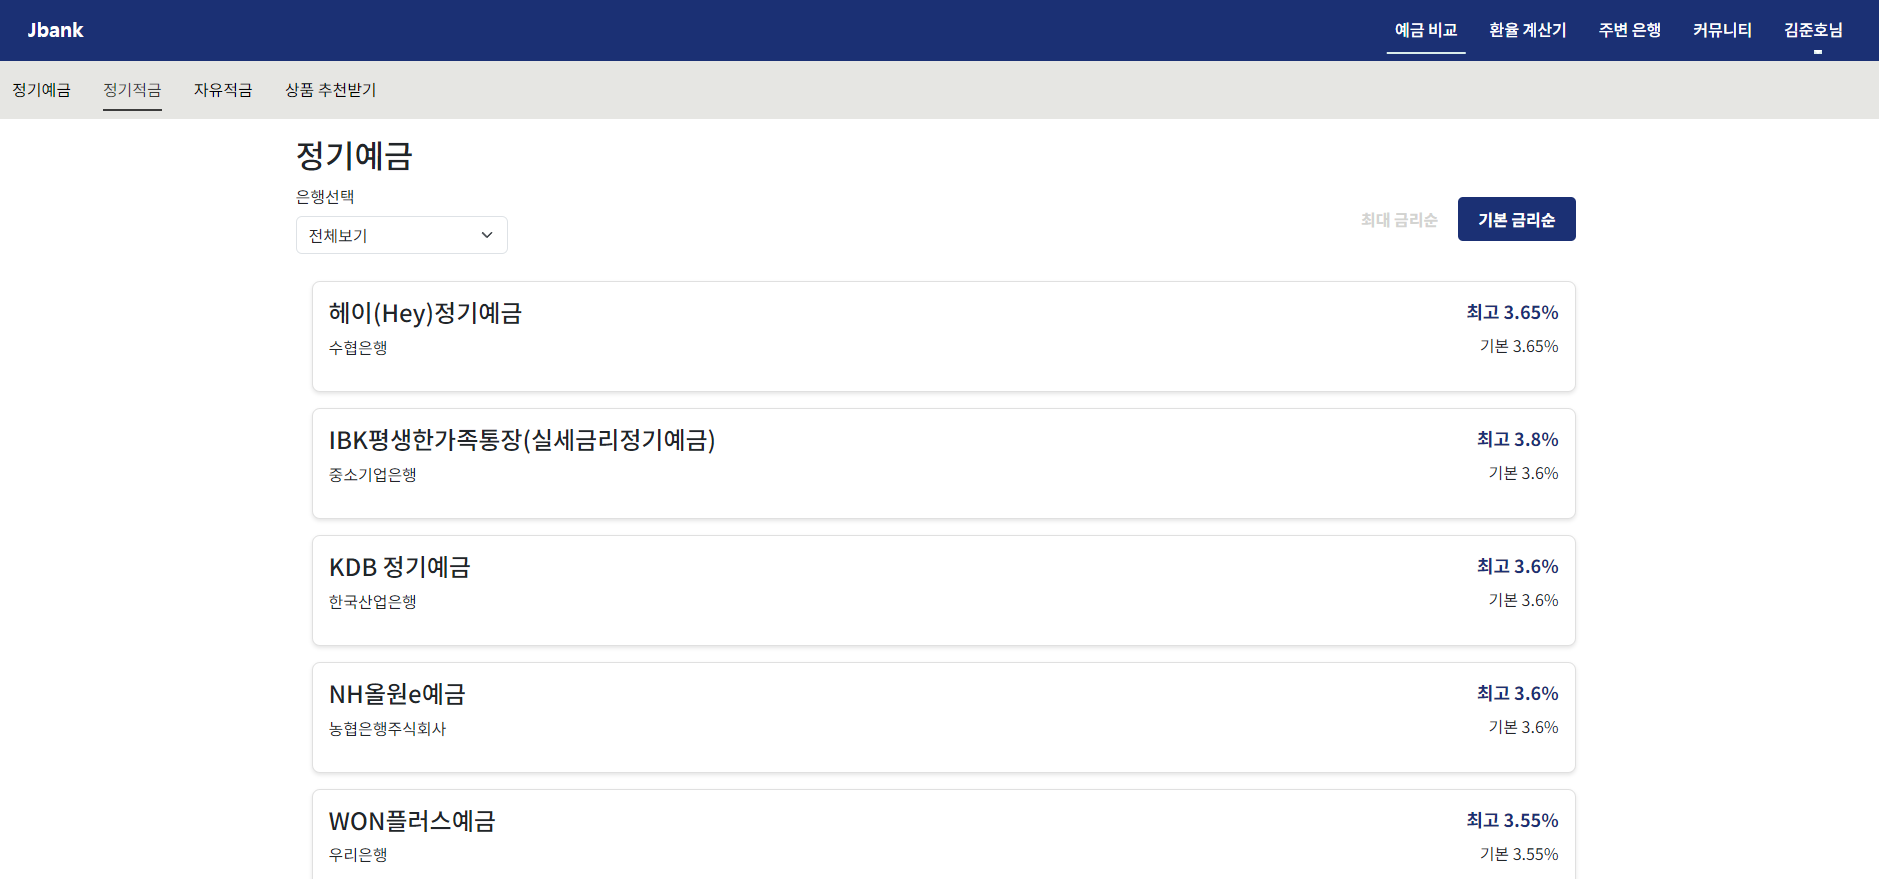 Jbank 예금 비교 환율 계산기 주변 은행 커뮤니티 김준호님
정기예금 정기적금 자유적금 상품 추천받기
정기예금
은행선택
전체보기 최대 금리순 기본 금리순
헤이(Hey)정기예금 최고 3.65%
수협은행 기본 3.65%
IBK평생한가족통장(실세금리정기예금) 최고 3.8%
중소기업은행 기본 3.6%
KDB 정기예금 최고 3.6%
한국산업은행 기본 3.6%
NH올원e예금 최고 3.6%
농협은행주식회사 기본 3.6%
WON플러스예금 최고 3.55%
우리은행 기본 3.55%